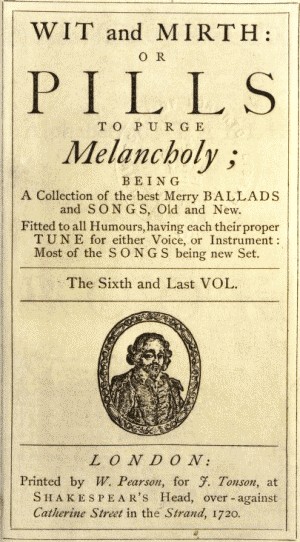 WIT and MIRTH:
OR
PILLS
TO PURGE
Melancholy;
BEING
A Collection of the best Merry BALLADS
and SONGS, Old and New.
Fitted to all Humours, having each their proper
TUNE for either Voice, or Instrument:
Most of the SONGS being new Set.
The Sixth and Last VOL.
LONDON:
Printed by W. Pearson, for J. Tonson, at
SHAKESPEAR'S Head, over-against
Catherine Street in the Strand, 1720.